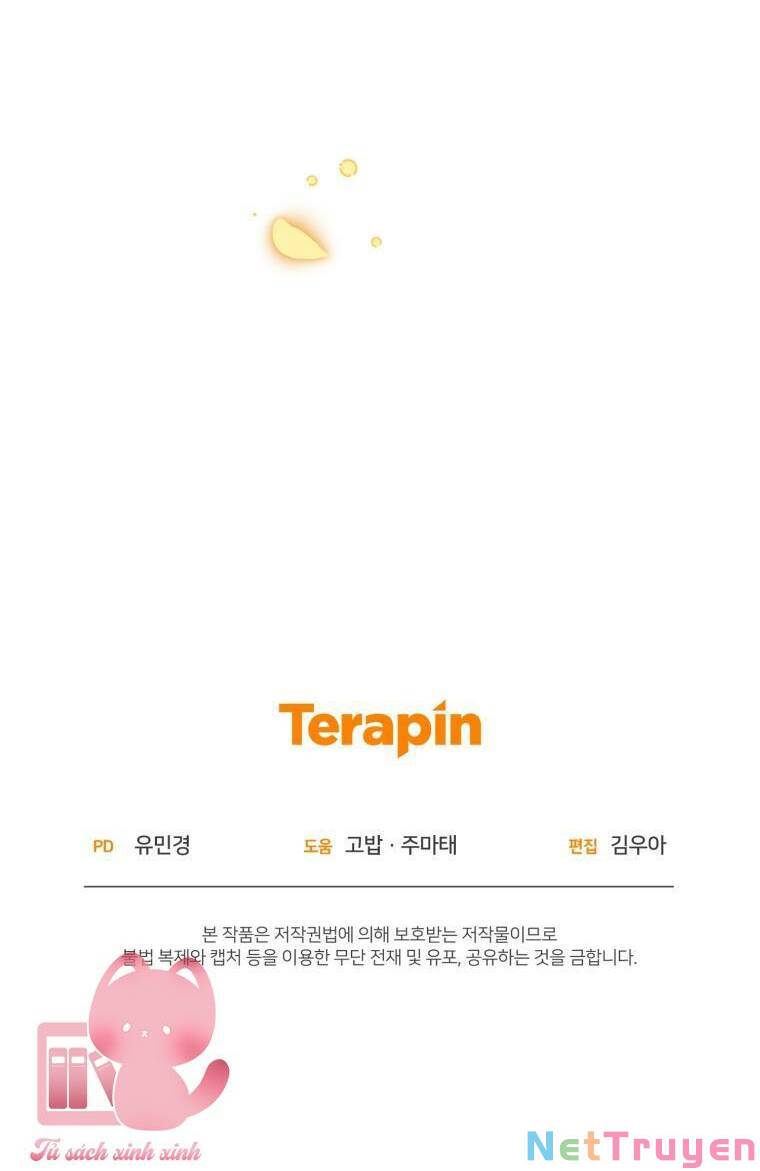 Terapin
PD 유민경 도움 고밥 · 주마태 편집 김우아
본 작품은 저작권법에 의해 보호받는 저작물이므로
불법 복제와 캡처 등을 이용한 무단 전재 및 유포, 공유하는 것을 금합니다.
Tủ sách xinh xinh
NetTruyen